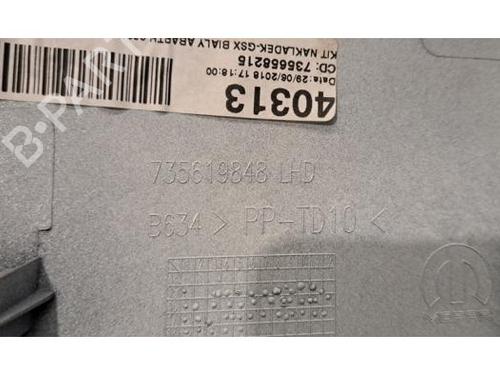 40313
Data: 29/06/2018 17:18:00
CD: 735658215
KIT NAKLADEK-GSX BIALY ABARTH
735619848 LHD
B634 > PP-TD10 <
B-PARTS